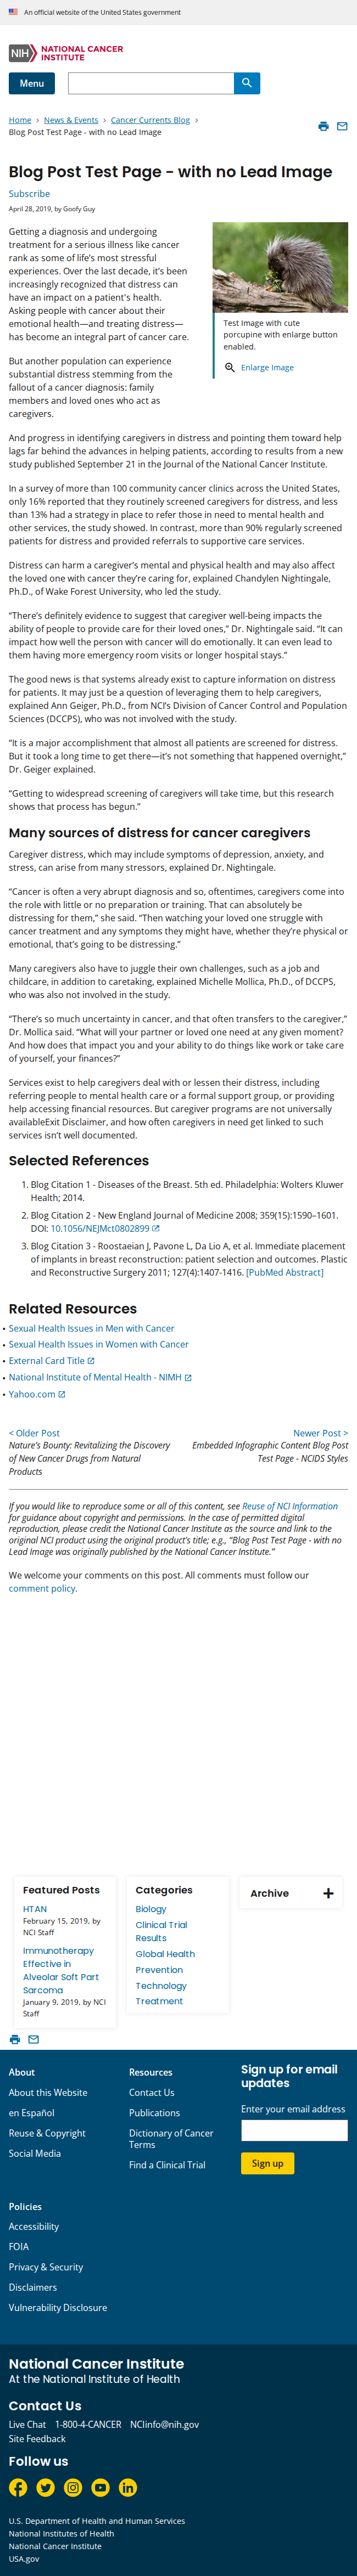 An official website of the United States government
NIH NATIONAL CANCER
INSTITUTE
Menu
Home > News & Events > Cancer Currents Blog >
Blog Post Test Page - with no Lead Image
Blog Post Test Page - with no Lead Image
Subscribe
April 28, 2019, by Goofy Guy
Getting a diagnosis and undergoing
treatment for a serious illness like cancer
rank as some of life’s most stressful
experiences. Over the last decade, it’s been
increasingly recognized that distress can
have an impact on a patient's health.
Asking people with cancer about their
emotional health—and treating distress—
has become an integral part of cancer care.
Test Image with cute
porcupine with enlarge button
enabled.
Enlarge Image
But another population can experience
substantial distress stemming from the
fallout of a cancer diagnosis: family
members and loved ones who act as
caregivers.
And progress in identifying caregivers in distress and pointing them toward help
lags far behind the advances in helping patients, according to results from a new
study published September 21 in the Journal of the National Cancer Institute.
In a survey of more than 100 community cancer clinics across the United States,
only 16% reported that they routinely screened caregivers for distress, and less
than 13% had a strategy in place to refer those in need to mental health and
other services, the study showed. In contrast, more than 90% regularly screened
patients for distress and provided referrals to supportive care services.
Distress can harm a caregiver’s mental and physical health and may also affect
the loved one with cancer they’re caring for, explained Chandylen Nightingale,
Ph.D., of Wake Forest University, who led the study.
“There’s definitely evidence to suggest that caregiver well-being impacts the
ability of people to provide care for their loved ones,” Dr. Nightingale said. “It can
impact how well the person with cancer will do emotionally. It can even lead to
them having more emergency room visits or longer hospital stays.”
The good news is that systems already exist to capture information on distress
for patients. It may just be a question of leveraging them to help caregivers,
explained Ann Geiger, Ph.D., from NCI’s Division of Cancer Control and Population
Sciences (DCCPS), who was not involved with the study.
“It is a major accomplishment that almost all patients are screened for distress.
But it took a long time to get there—it’s not something that happened overnight,”
Dr. Geiger explained.
“Getting to widespread screening of caregivers will take time, but this research
shows that process has begun.”
Many sources of distress for cancer caregivers
Caregiver distress, which may include symptoms of depression, anxiety, and
stress, can arise from many stressors, explained Dr. Nightingale.
“Cancer is often a very abrupt diagnosis and so, oftentimes, caregivers come into
the role with little or no preparation or training. That can absolutely be
distressing for them,” she said. “Then watching your loved one struggle with
cancer treatment and any symptoms they might have, whether they’re physical or
emotional, that’s going to be distressing.”
Many caregivers also have to juggle their own challenges, such as a job and
childcare, in addition to caretaking, explained Michelle Mollica, Ph.D., of DCCPS,
who was also not involved in the study.
“There’s so much uncertainty in cancer, and that often transfers to the caregiver,”
Dr. Mollica said. “What will your partner or loved one need at any given moment?
And how does that impact you and your ability to do things like work or take care
of yourself, your finances?”
Services exist to help caregivers deal with or lessen their distress, including
referring people to mental health care or a formal support group, or providing
help accessing financial resources. But caregiver programs are not universally
availableExit Disclaimer, and how often caregivers in need get linked to such
services isn’t well documented.
Selected References
1. Blog Citation 1 - Diseases of the Breast. 5th ed. Philadelphia: Wolters Kluwer
Health; 2014.
2. Blog Citation 2 - New England Journal of Medicine 2008; 359(15):1590–1601.
DOI: 10.1056/NEJMct0802899
3. Blog Citation 3 - Roostaeian J, Pavone L, Da Lio A, et al. Immediate placement
of implants in breast reconstruction: patient selection and outcomes. Plastic
and Reconstructive Surgery 2011; 127(4):1407-1416. [PubMed Abstract]
Related Resources
• Sexual Health Issues in Men with Cancer
• Sexual Health Issues in Women with Cancer
• External Card Title
• National Institute of Mental Health - NIMH
• Yahoo.com
< Older Post
Nature’s Bounty: Revitalizing the Discovery
of New Cancer Drugs from Natural
Products
Newer Post >
Embedded Infographic Content Blog Post
Test Page - NCIDS Styles
If you would like to reproduce some or all of this content, see Reuse of NCI Information
for guidance about copyright and permissions. In the case of permitted digital
reproduction, please credit the National Cancer Institute as the source and link to the
original NCI product using the original product's title; e.g., “Blog Post Test Page - with no
Lead Image was originally published by the National Cancer Institute.”
We welcome your comments on this post. All comments must follow our
comment policy.
Featured Posts
HTAN
February 15, 2019, by
NCI Staff
Immunotherapy
Effective in
Alveolar Soft Part
Sarcoma
January 9, 2019, by NCI
Staff
Categories
Biology
Clinical Trial
Results
Global Health
Prevention
Technology
Treatment
Archive
About
About this Website
en Español
Reuse & Copyright
Social Media
Resources
Contact Us
Publications
Dictionary of Cancer
Terms
Find a Clinical Trial
Sign up for email
updates
Enter your email address
Sign up
Policies
Accessibility
FOIA
Privacy & Security
Disclaimers
Vulnerability Disclosure
National Cancer Institute
At the National Institute of Health
Contact Us
Live Chat 1-800-4-CANCER NCIinfo@nih.gov
Site Feedback
Follow us
U.S. Department of Health and Human Services
National Institutes of Health
National Cancer Institute
USA.gov